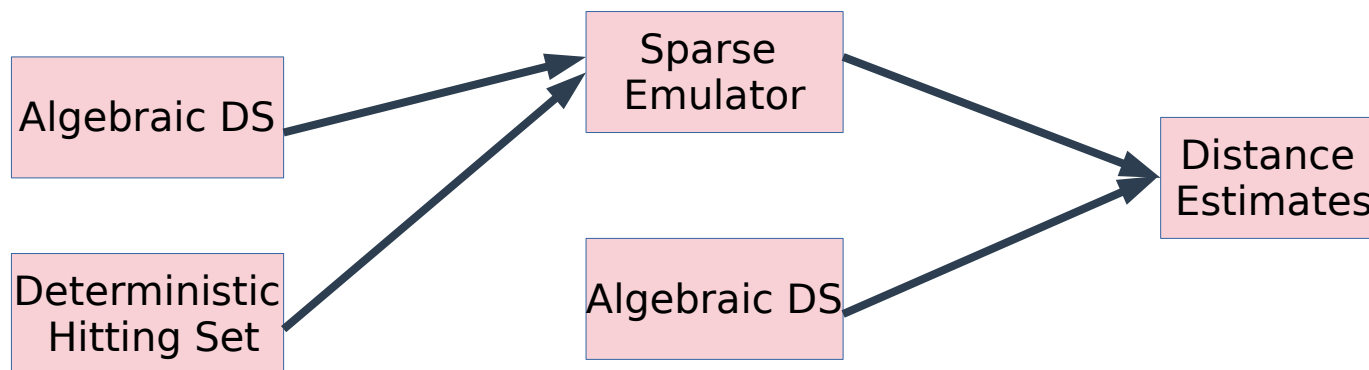 Algebraic DS
Deterministic
Hitting Set
Sparse
Emulator
Algebraic DS
Distance
Estimates